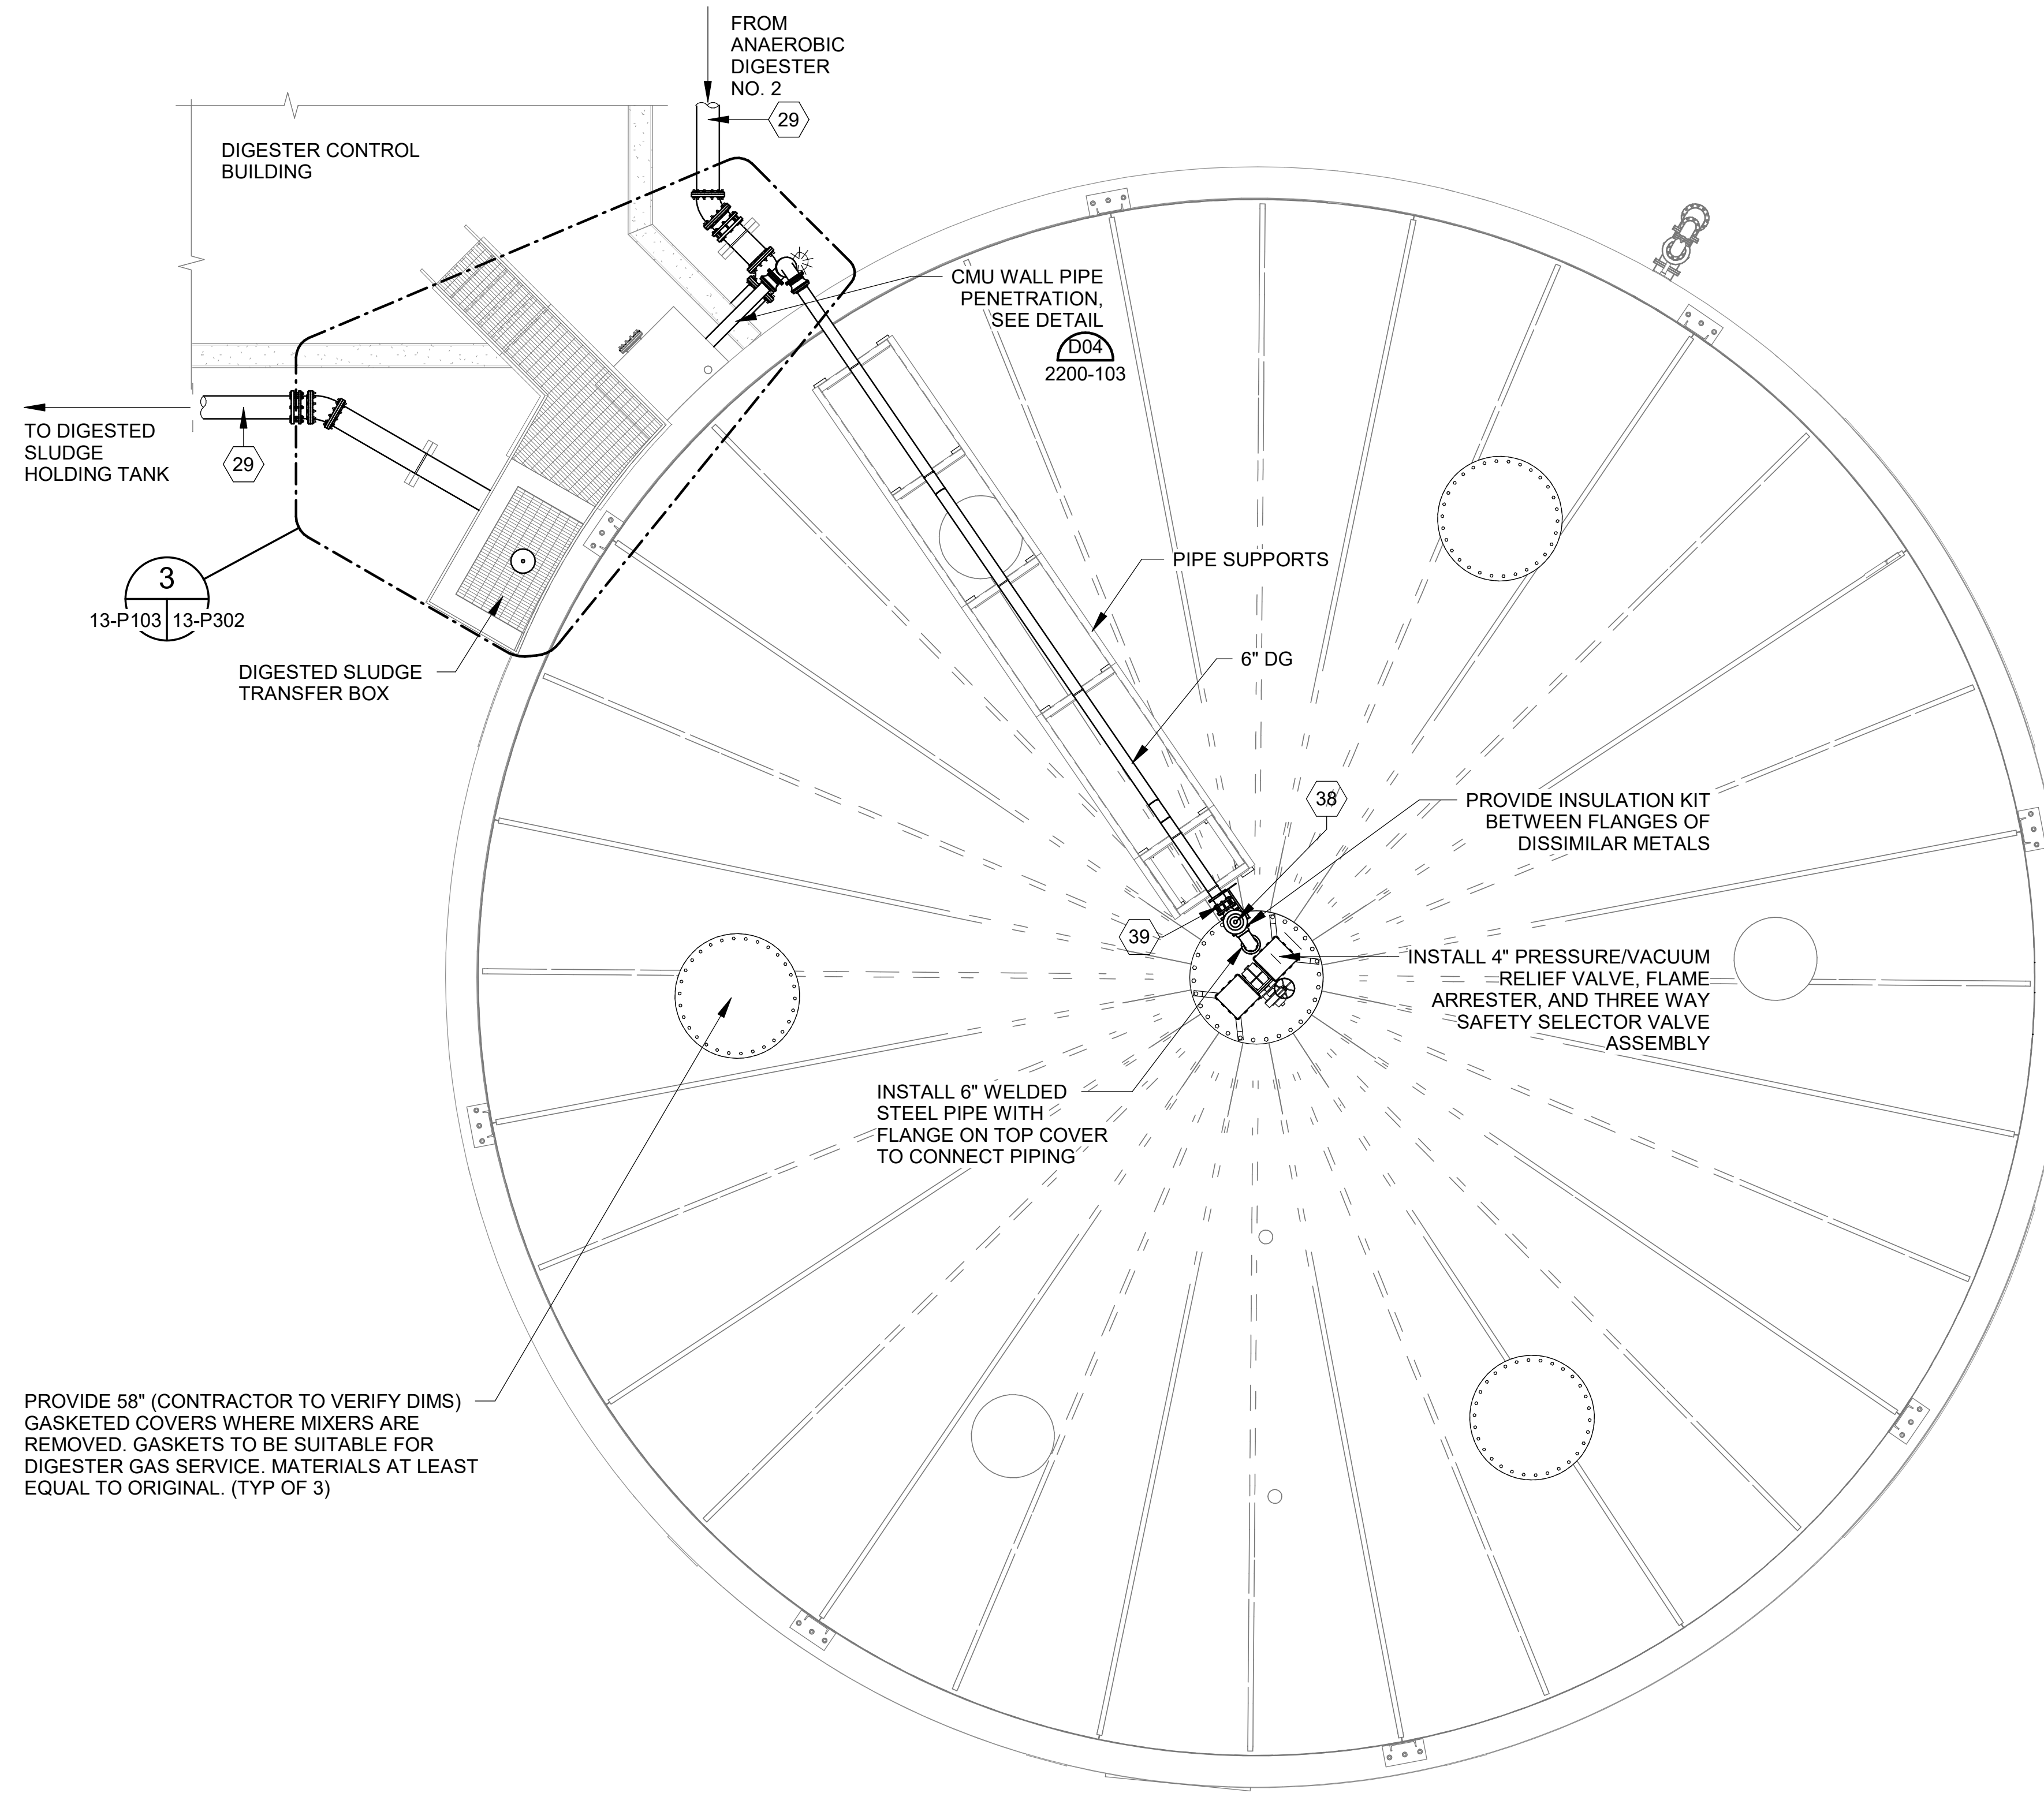 FROM
ANAEROBIC
DIGESTER
NO. 2
29
DIGESTER CONTROL
BUILDING
CMU WALL PIPE
PENETRATION,
SEE DETAIL
D04
2200-103
TO DIGESTED
SLUDGE
HOLDING TANK
29
3
13-P103 13-P302
DIGESTED SLUDGE
TRANSFER BOX
PIPE SUPPORTS
6" DG
38
PROVIDE INSULATION KIT
BETWEEN FLANGES OF
DISSIMILAR METALS
39
INSTALL 4" PRESSURE/VACUUM
RELIEF VALVE, FLAME
ARRESTER, AND THREE WAY
SAFETY SELECTOR VALVE
ASSEMBLY
INSTALL 6" WELDED
STEEL PIPE WITH
FLANGE ON TOP COVER
TO CONNECT PIPING
PROVIDE 58" (CONTRACTOR TO VERIFY DIMS)
GASKETED COVERS WHERE MIXERS ARE
REMOVED. GASKETS TO BE SUITABLE FOR
DIGESTER GAS SERVICE. MATERIALS AT LEAST
EQUAL TO ORIGINAL. (TYP OF 3)